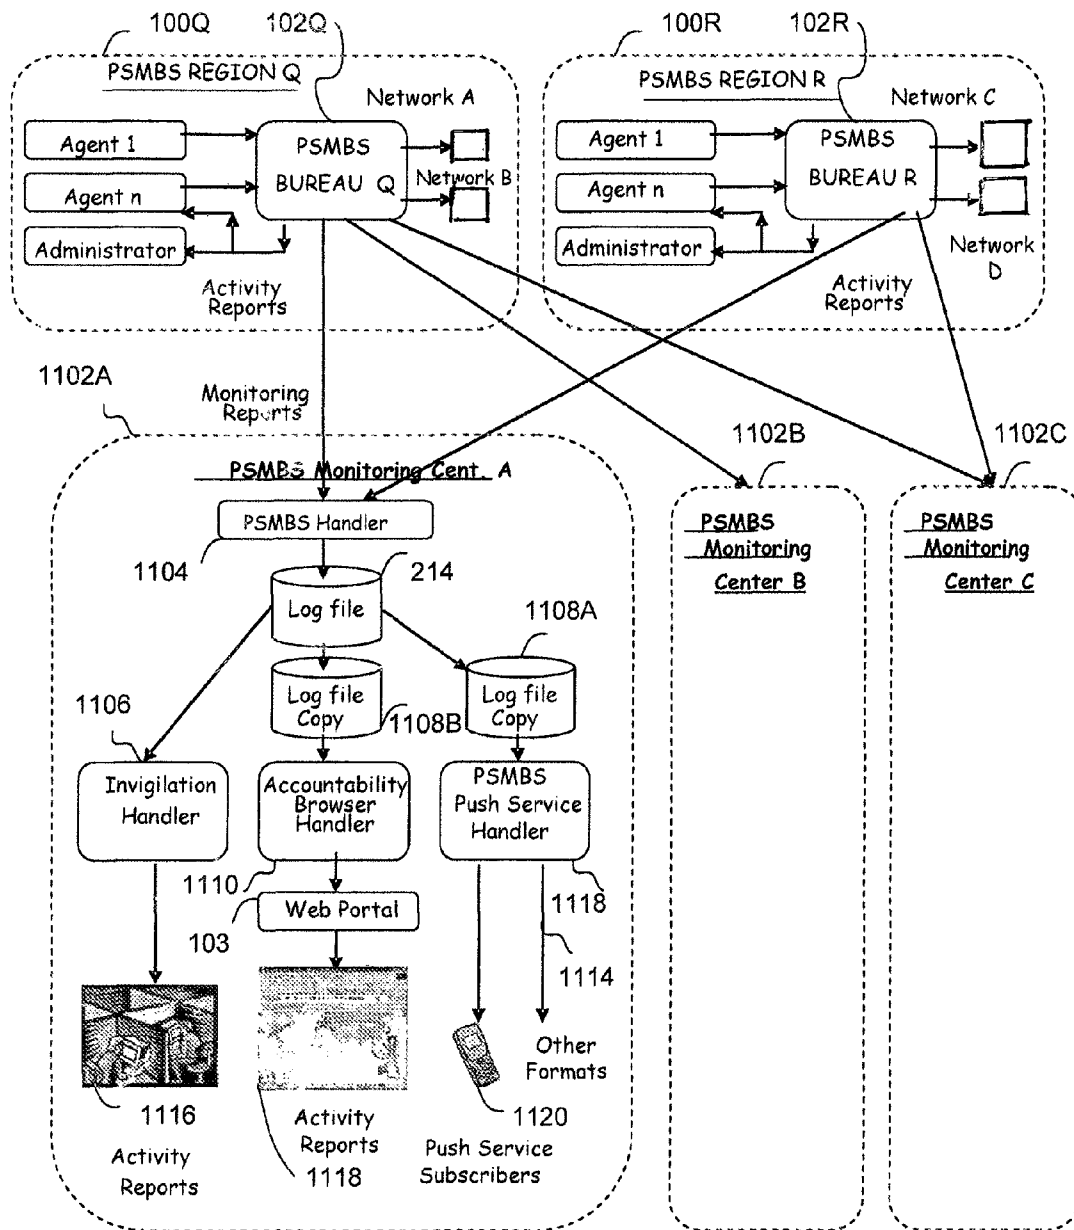 100Q
102Q
100R
102R
PSMBS REGION Q
Network A
Agent 1
PSMBS
BUREAU Q
Network B
Agent n
Administrator
Activity
Reports
PSMBS REGION R
Network C
Agent 1
PSMBS
BUREAU R
Agent n
Administrator
Network
D
Activity
Reports
1102A
Monitoring
Reports
1102B
1102C
PSMBS Monitoring Cent. A
PSMBS Handler
1104
214
Log file
1108A
Log file
Copy
1108B
Log file
Copy
1106
Invigilation
Handler
Accountability
Browser
Handler
PSMBS
Push Service
Handler
1110
1118
Web Portal
103
1114
Other
Formats
1116
Activity
Reports
Activity
Reports
1118
1120
Push Service
Subscribers
PSMBS
Monitoring
Center B
PSMBS
Monitoring
Center C